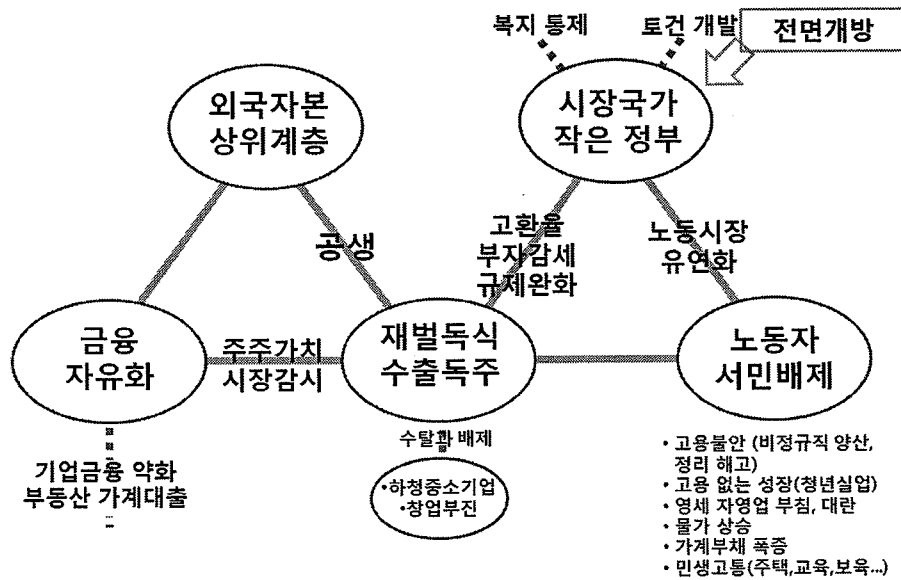 복지 통제
토건 개발
전면개방
외국자본
상위계층
시장국가
작은 정부
공생
고환율
부자감세
규제완화
노동시장
유연화
금융
자유화
주주가치
시장감시
재벌독식
수출독주
노동자
서민배제
기업금융 약화
부동산 가계대출
수탈과 배제
•하청중소기업
•창업부진
• 고용불안 (비정규직 양산,
정리 해고)
• 고용 없는 성장(청년실업)
• 영세 자영업 부침, 대란
• 물가 상승
• 가계부채 폭증
• 민생고통(주택,교육,보육...)